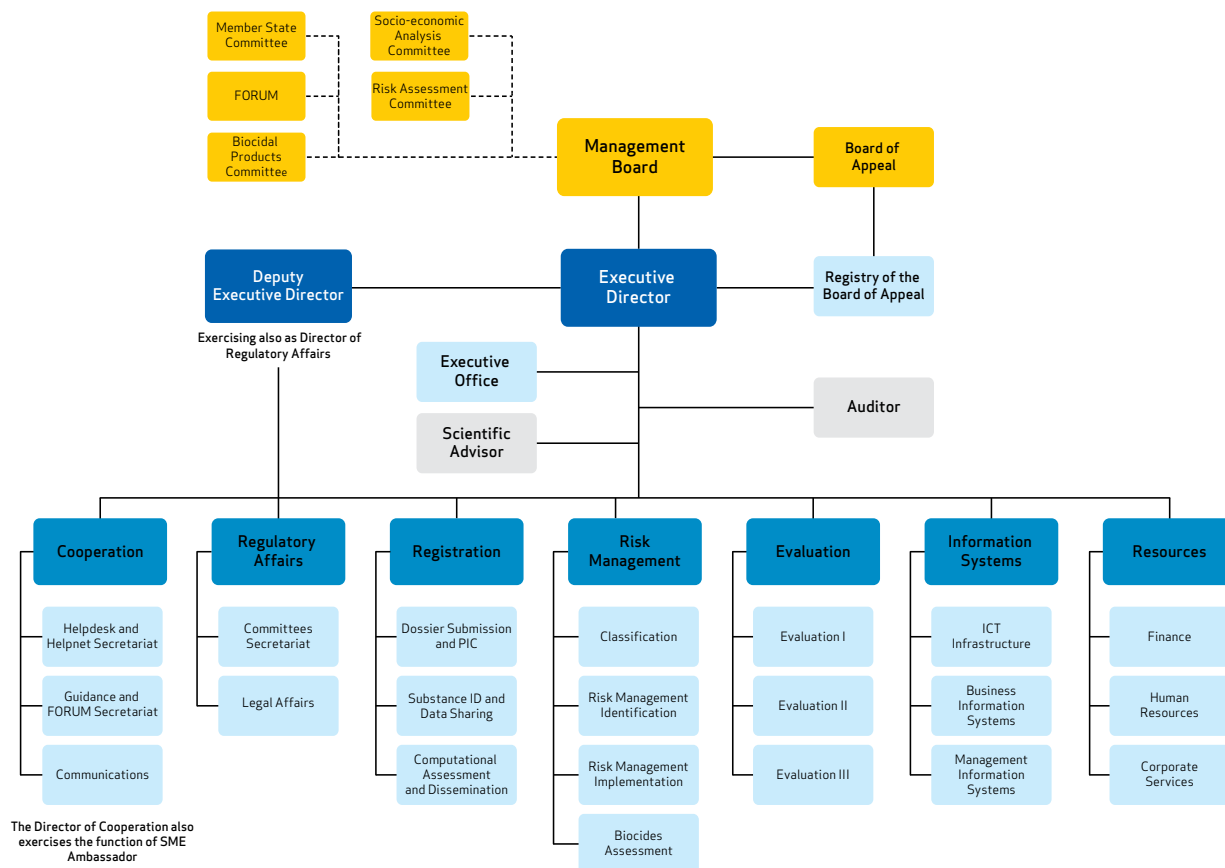 Member State
Committee
Socio-economic
Analysis
Committee
FORUM
Risk Assessment
Committee
Biocidal
Products
Committee
Management
Board
Board of
Appeal
Deputy
Executive Director
Executive
Director
Registry of the
Board of Appeal
Exercising also as Director of
Regulatory Affairs
Executive
Office
Auditor
Scientific
Advisor
Cooperation
Regulatory
Affairs
Registration
Risk
Management
Evaluation
Information
Systems
Resources
Helpdesk and
Helpnet Secretariat
Committees
Secretariat
Dossier Submission
and PIC
Classification
Evaluation I
ICT
Infrastructure
Finance
Guidance and
FORUM Secretariat
Legal Affairs
Substance ID and
Data Sharing
Risk Management
Identification
Evaluation II
Business
Information
Systems
Human
Resources
Communications
Computational
Assessment
and Dissemination
Risk Management
Implementation
Evaluation III
Management
Information
Systems
Corporate
Services
The Director of Cooperation also
exercises the function of SME
Ambassador
Biocides
Assessment